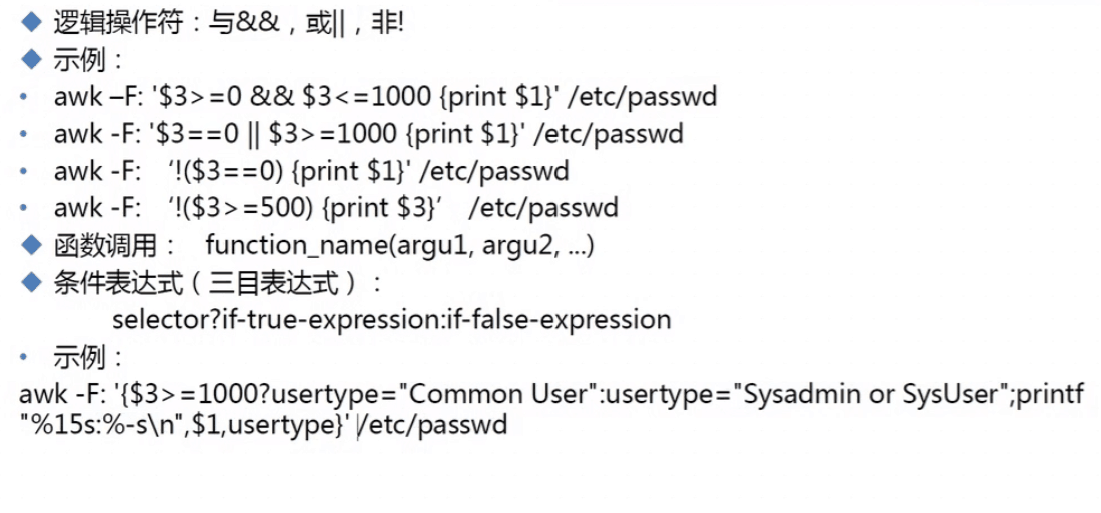 ◆ 逻辑操作符：与&&，或||，非!
◆ 示例：
• awk –F: '$3>=0 && $3<=1000 {print $1}' /etc/passwd
• awk -F: '$3==0 || $3>=1000 {print $1}' /etc/passwd
• awk -F: ‘!($3==0) {print $1}' /etc/passwd
• awk -F: ‘!($3>=500) {print $3}’ /etc/passwd
◆ 函数调用： function_name(argu1, argu2, ...)
◆ 条件表达式（三目表达式）：
selector?if-true-expression:if-false-expression
• 示例：
awk -F: '{$3>=1000?usertype="Common User":usertype="Sysadmin or SysUser";printf
"%15s:%-s\n",$1,usertype}' /etc/passwd